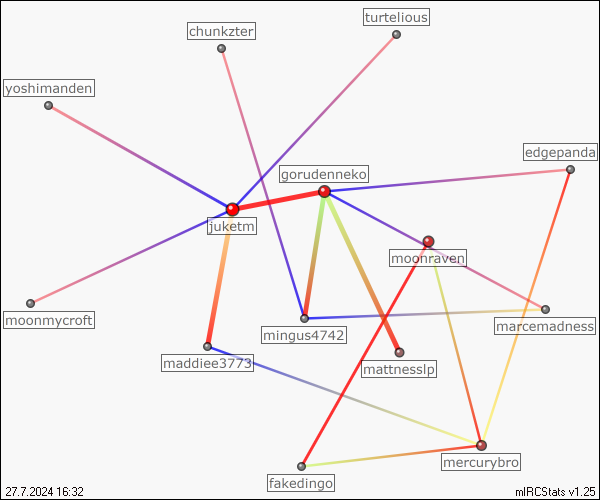 turtelious
chunkzter
yoshimanden
edgepanda
gorudenneko
juketm
moonraven
moonmycroft
marcemadness
mingus4742
maddiee3773
mattnesslp
mercurybro
fakedingo
27.7.2024 16:32
mIRCStats v1.25